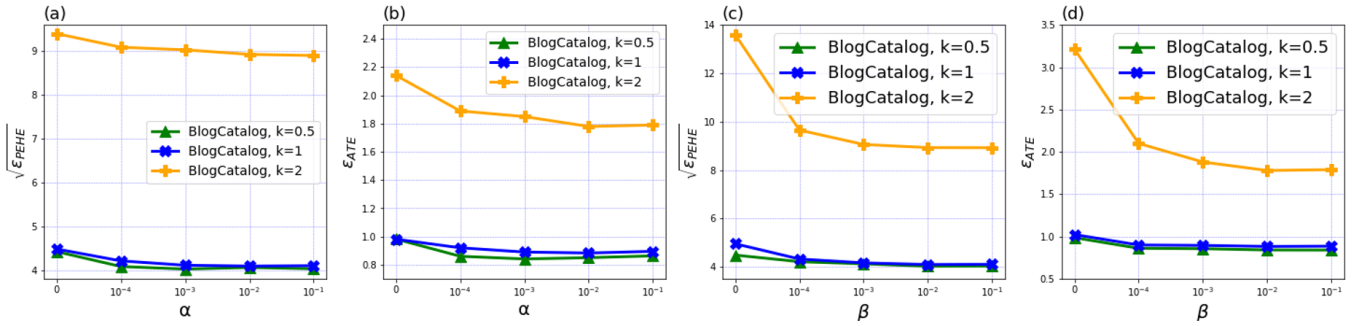 (a)
√ε_PEHE
9
8
7
6
5
4
BlogCatalog, k=0.5
BlogCatalog, k=1
BlogCatalog, k=2
0 10⁻⁴ 10⁻³ 10⁻² 10⁻¹
α
(b)
ε_ATE
2.4
2.2
2.0
1.8
1.6
1.4
1.2
1.0
0.8
BlogCatalog, k=0.5
BlogCatalog, k=1
BlogCatalog, k=2
0 10⁻⁴ 10⁻³ 10⁻² 10⁻¹
α
(c)
√ε_PEHE
14
12
10
8
6
4
BlogCatalog, k=0.5
BlogCatalog, k=1
BlogCatalog, k=2
0 10⁻⁴ 10⁻³ 10⁻² 10⁻¹
β
(d)
ε_ATE
3.5
3.0
2.5
2.0
1.5
1.0
0.5
BlogCatalog, k=0.5
BlogCatalog, k=1
BlogCatalog, k=2
0 10⁻⁴ 10⁻³ 10⁻² 10⁻¹
β